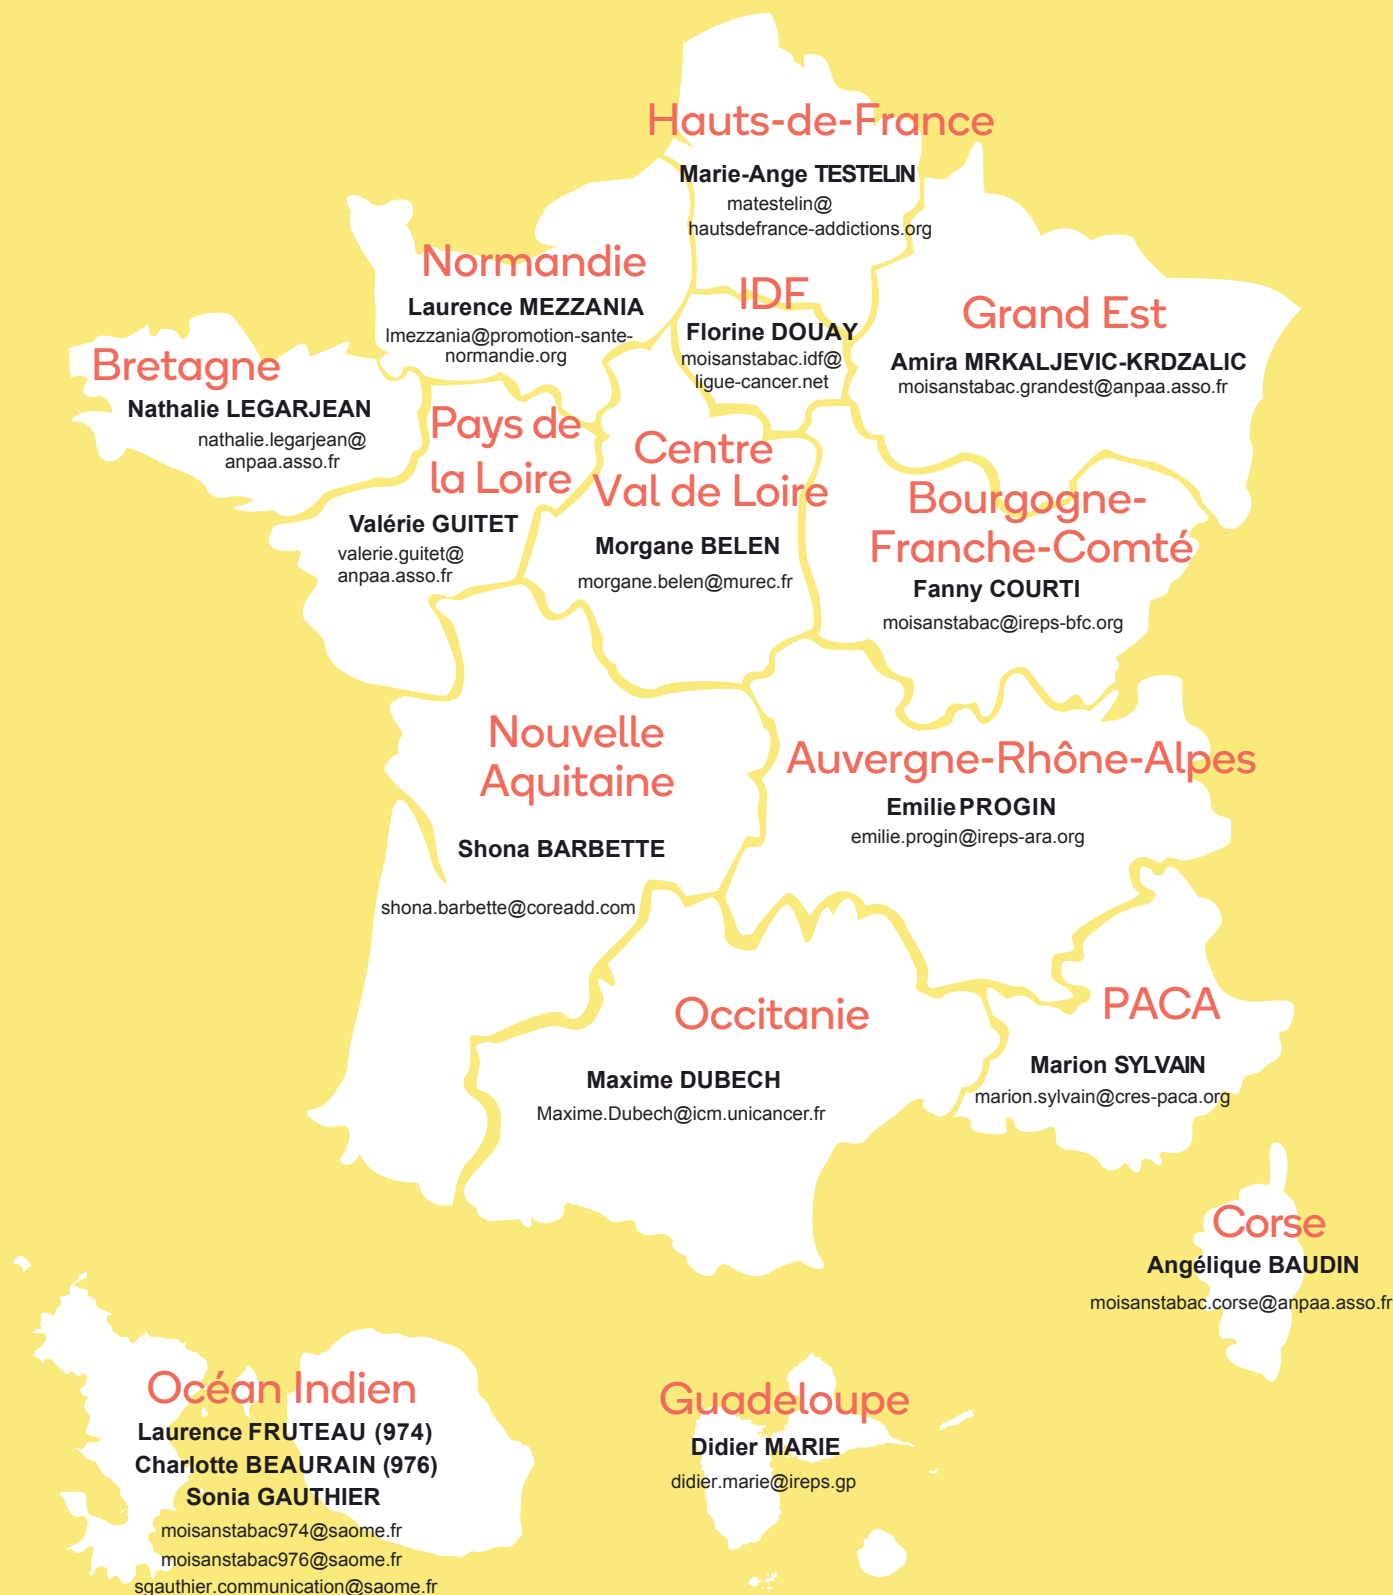 Hauts-de-France
Marie-Ange TESTELIN
matestelin@
hautsdefrance-addictions.org
Normandie
Laurence MEZZANIA
lmezzania@promotion-sante-
normandie.org
IDF
Florine DOUAY
moisanstabac.idf@
ligue-cancer.net
Grand Est
Amira MRKALJEVIC-KRDZALIC
moisanstabac.grandest@anpaa.asso.fr
Bretagne
Nathalie LEGARJEAN
nathalie.legarjean@
anpaa.asso.fr
Pays de
la Loire
Valérie GUITET
valerie.guitet@
anpaa.asso.fr
Centre
Val de Loire
Morgane BELEN
morgane.belen@murec.fr
Bourgogne-
Franche-Comté
Fanny COURTI
moisanstabac@ireps-bfc.org
Nouvelle
Aquitaine
Shona BARBETTE
shona.barbette@coreadd.com
Auvergne-Rhône-Alpes
Emilie PROGIN
emilie.progin@ireps-ara.org
Occitanie
Maxime DUBECH
Maxime.Dubech@icm.unicancer.fr
PACA
Marion SYLVAIN
marion.sylvain@cres-paca.org
Corse
Angélique BAUDIN
moisanstabac.corse@anpaa.asso.fr
Océan Indien
Laurence FRUTEAU (974)
Charlotte BEAURAIN (976)
Sonia GAUTHIER
moisanstabac974@saome.fr
moisanstabac976@saome.fr
sgauthier.communication@saome.fr
Guadeloupe
Didier MARIE
didier.marie@ireps.gp